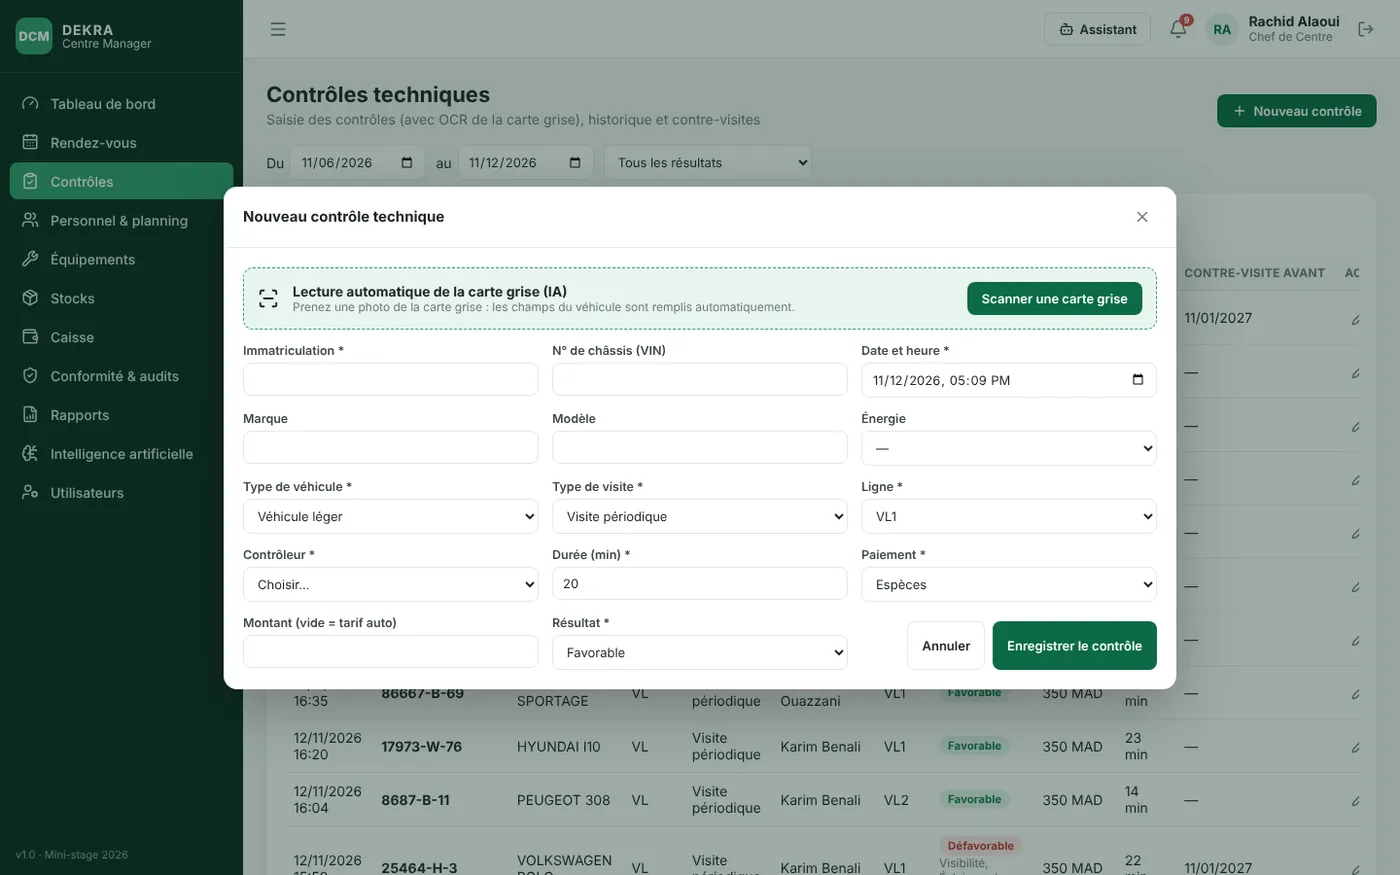 DCM
DEKRA
Centre Manager
Tableau de bord
Rendez-vous
Contrôles
Personnel & planning
Équipements
Stocks
Caisse
Conformité & audits
Rapports
Intelligence artificielle
Utilisateurs
v1.0 · Mini-stage 2026
Assistant
9
RA
Rachid Alaoui
Chef de Centre
Contrôles techniques
Saisie des contrôles (avec OCR de la carte grise), historique et contre-visites
Nouveau contrôle
Du 11/06/2026 au 11/12/2026 Tous les résultats
CONTRE-VISITE AVANT
11/01/2027
—
—
—
—
—
—
Nouveau contrôle technique
Lecture automatique de la carte grise (IA)
Prenez une photo de la carte grise : les champs du véhicule sont remplis automatiquement.
Scanner une carte grise
Immatriculation * N° de châssis (VIN) Date et heure *
11/12/2026, 05:09 PM
Marque Modèle Énergie
—
Type de véhicule * Type de visite * Ligne *
Véhicule léger Visite périodique VL1
Contrôleur * Durée (min) * Paiement *
Choisir... 20 Espèces
Montant (vide = tarif auto) Résultat *
Favorable
Annuler Enregistrer le contrôle
16:35 86667-B-69 SPORTAGE VL périodique Ouazzani VL1 Favorable 350 MAD min —
12/11/2026 Visite 23
16:20 17973-W-76 HYUNDAI I10 VL périodique Karim Benali VL1 Favorable 350 MAD min —
12/11/2026 Visite 14
16:04 8687-B-11 PEUGEOT 308 VL périodique Karim Benali VL2 Favorable 350 MAD min —
Défavorable
12/11/2026 VOLKSWAGEN Visite Visibilité, 22
25464-H-3 VL Karim Benali VL1 350 MAD 11/01/2027